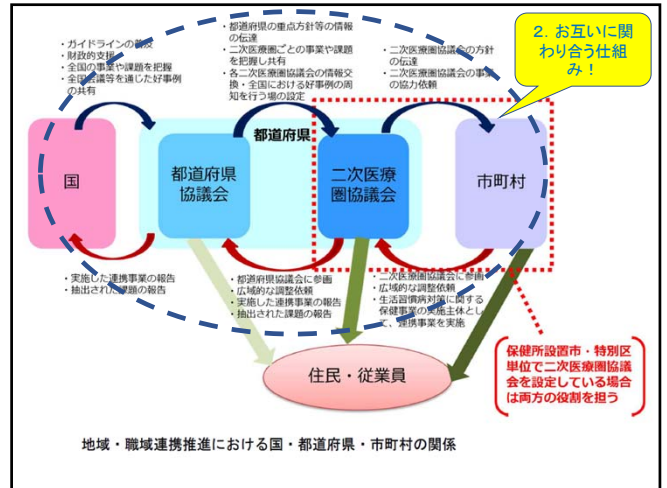 ・ガイドラインの普及
・財政的支援
・全国の事業や課題を把握
・全国会議等を通じた好事例
の共有
・都道府県の重点方針等の情報
の伝達
・二次医療圏ごとの事業や課題
を把握し共有
・各二次医療圏協議会の情報交
換・全国における好事例の周
知を行う場の設定
・二次医療圏協議会の方針
の伝達
・二次医療圏協議会の事業
の協力依頼
2．お互いに関
わり合う仕組
み！
都道府県
国
都道府県
協議会
二次医療
圏協議会
市町村
・実施した連携事業の報告
・抽出された課題の報告
・都道府県協議会に参画
・広域的な調整依頼
・実施した連携事業の報告
・抽出された課題の報告
・二次医療圏協議会に参画
・広域的な調整依頼
・生活習慣病対策に関する
保健事業の実施主体とし
て、連携事業を実施
住民・従業員
保健所設置市・特別区
単位で二次医療圏協議
会を設定している場合
は両方の役割を担う
地域・職域連携推進における国・都道府県・市町村の関係